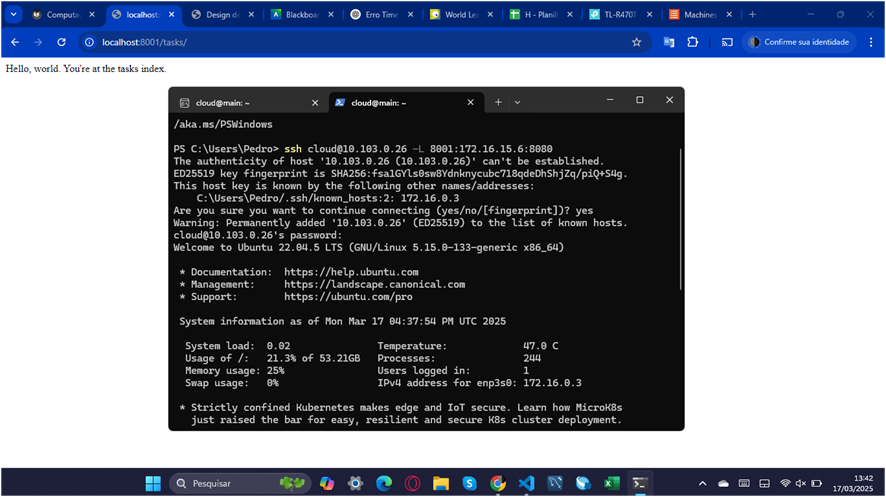 Computaç
localhost:
Design de
Blackboar
Erro Time
World Lea
H - Planilh
TL-R470T
Machines
localhost:8001/tasks/
Confirme sua identidade
Hello, world. You're at the tasks index.
cloud@main: ~
cloud@main: ~
/aka.ms/PSWindows
PS C:\Users\Pedro> ssh cloud@10.103.0.26 -L 8001:172.16.15.6:8080
The authenticity of host '10.103.0.26 (10.103.0.26)' can't be established.
ED25519 key fingerprint is SHA256:fsa1GYls0sw8Ydnknycubc718qdeDhShjZq/piQ+S4g.
This host key is known by the following other names/addresses:
C:\Users\Pedro/.ssh/known_hosts:2: 172.16.0.3
Are you sure you want to continue connecting (yes/no/[fingerprint])? yes
Warning: Permanently added '10.103.0.26' (ED25519) to the list of known hosts.
cloud@10.103.0.26's password:
Welcome to Ubuntu 22.04.5 LTS (GNU/Linux 5.15.0-133-generic x86_64)
* Documentation: https://help.ubuntu.com
* Management: https://landscape.canonical.com
* Support: https://ubuntu.com/pro
System information as of Mon Mar 17 04:37:54 PM UTC 2025
System load: 0.02 Temperature: 47.0 C
Usage of /: 21.3% of 53.21GB Processes: 244
Memory usage: 25% Users logged in: 1
Swap usage: 0% IPv4 address for enp3s0: 172.16.0.3
* Strictly confined Kubernetes makes edge and IoT secure. Learn how MicroK8s
just raised the bar for easy, resilient and secure K8s cluster deployment.
Pesquisar
13:42
17/03/2025